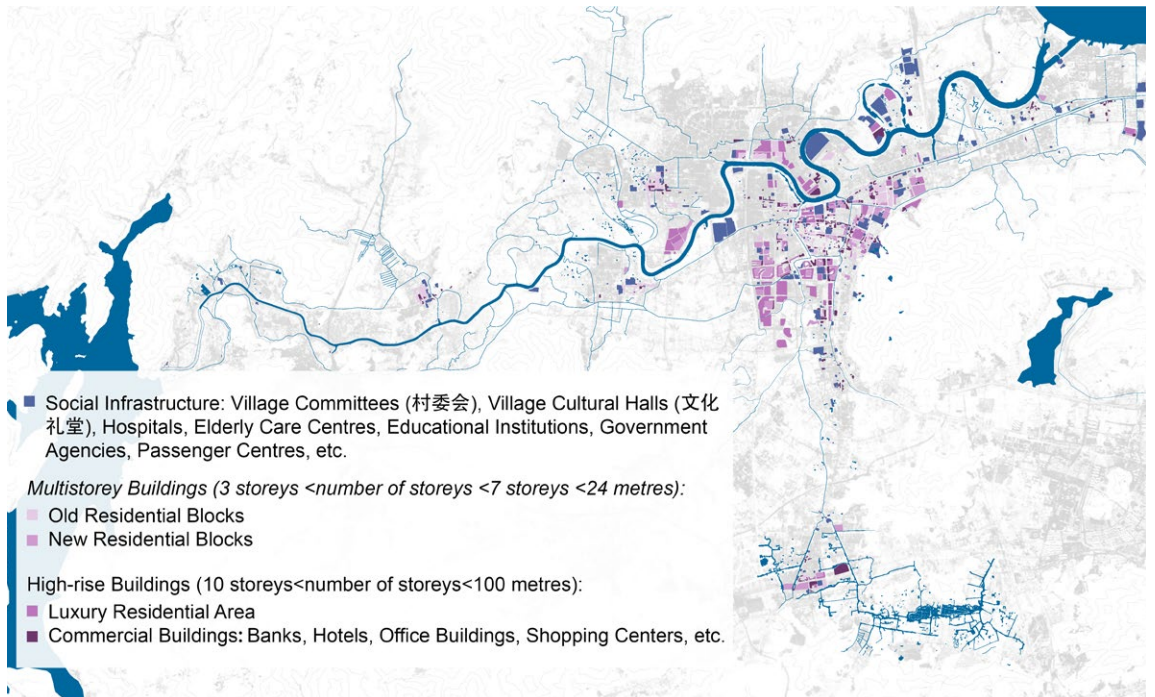 Social Infrastructure: Village Committees (村委会), Village Cultural Halls (文化
礼堂), Hospitals, Elderly Care Centres, Educational Institutions, Government
Agencies, Passenger Centres, etc.
Multistorey Buildings (3 storeys <number of storeys <7 storeys <24 metres):
Old Residential Blocks
New Residential Blocks
High-rise Buildings (10 storeys<number of storeys<100 metres):
Luxury Residential Area
Commercial Buildings: Banks, Hotels, Office Buildings, Shopping Centers, etc.